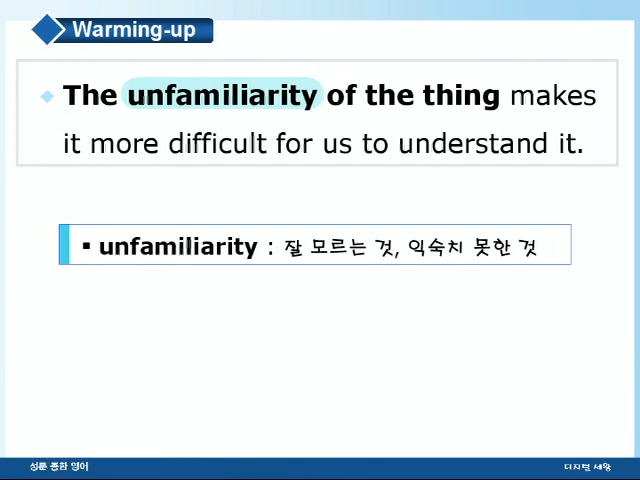 Warming-up
The unfamiliarity of the thing makes
it more difficult for us to understand it.
▪ unfamiliarity : 잘 모르는 것, 익숙치 못한 것
성문 종합 영어
디지털 세왕